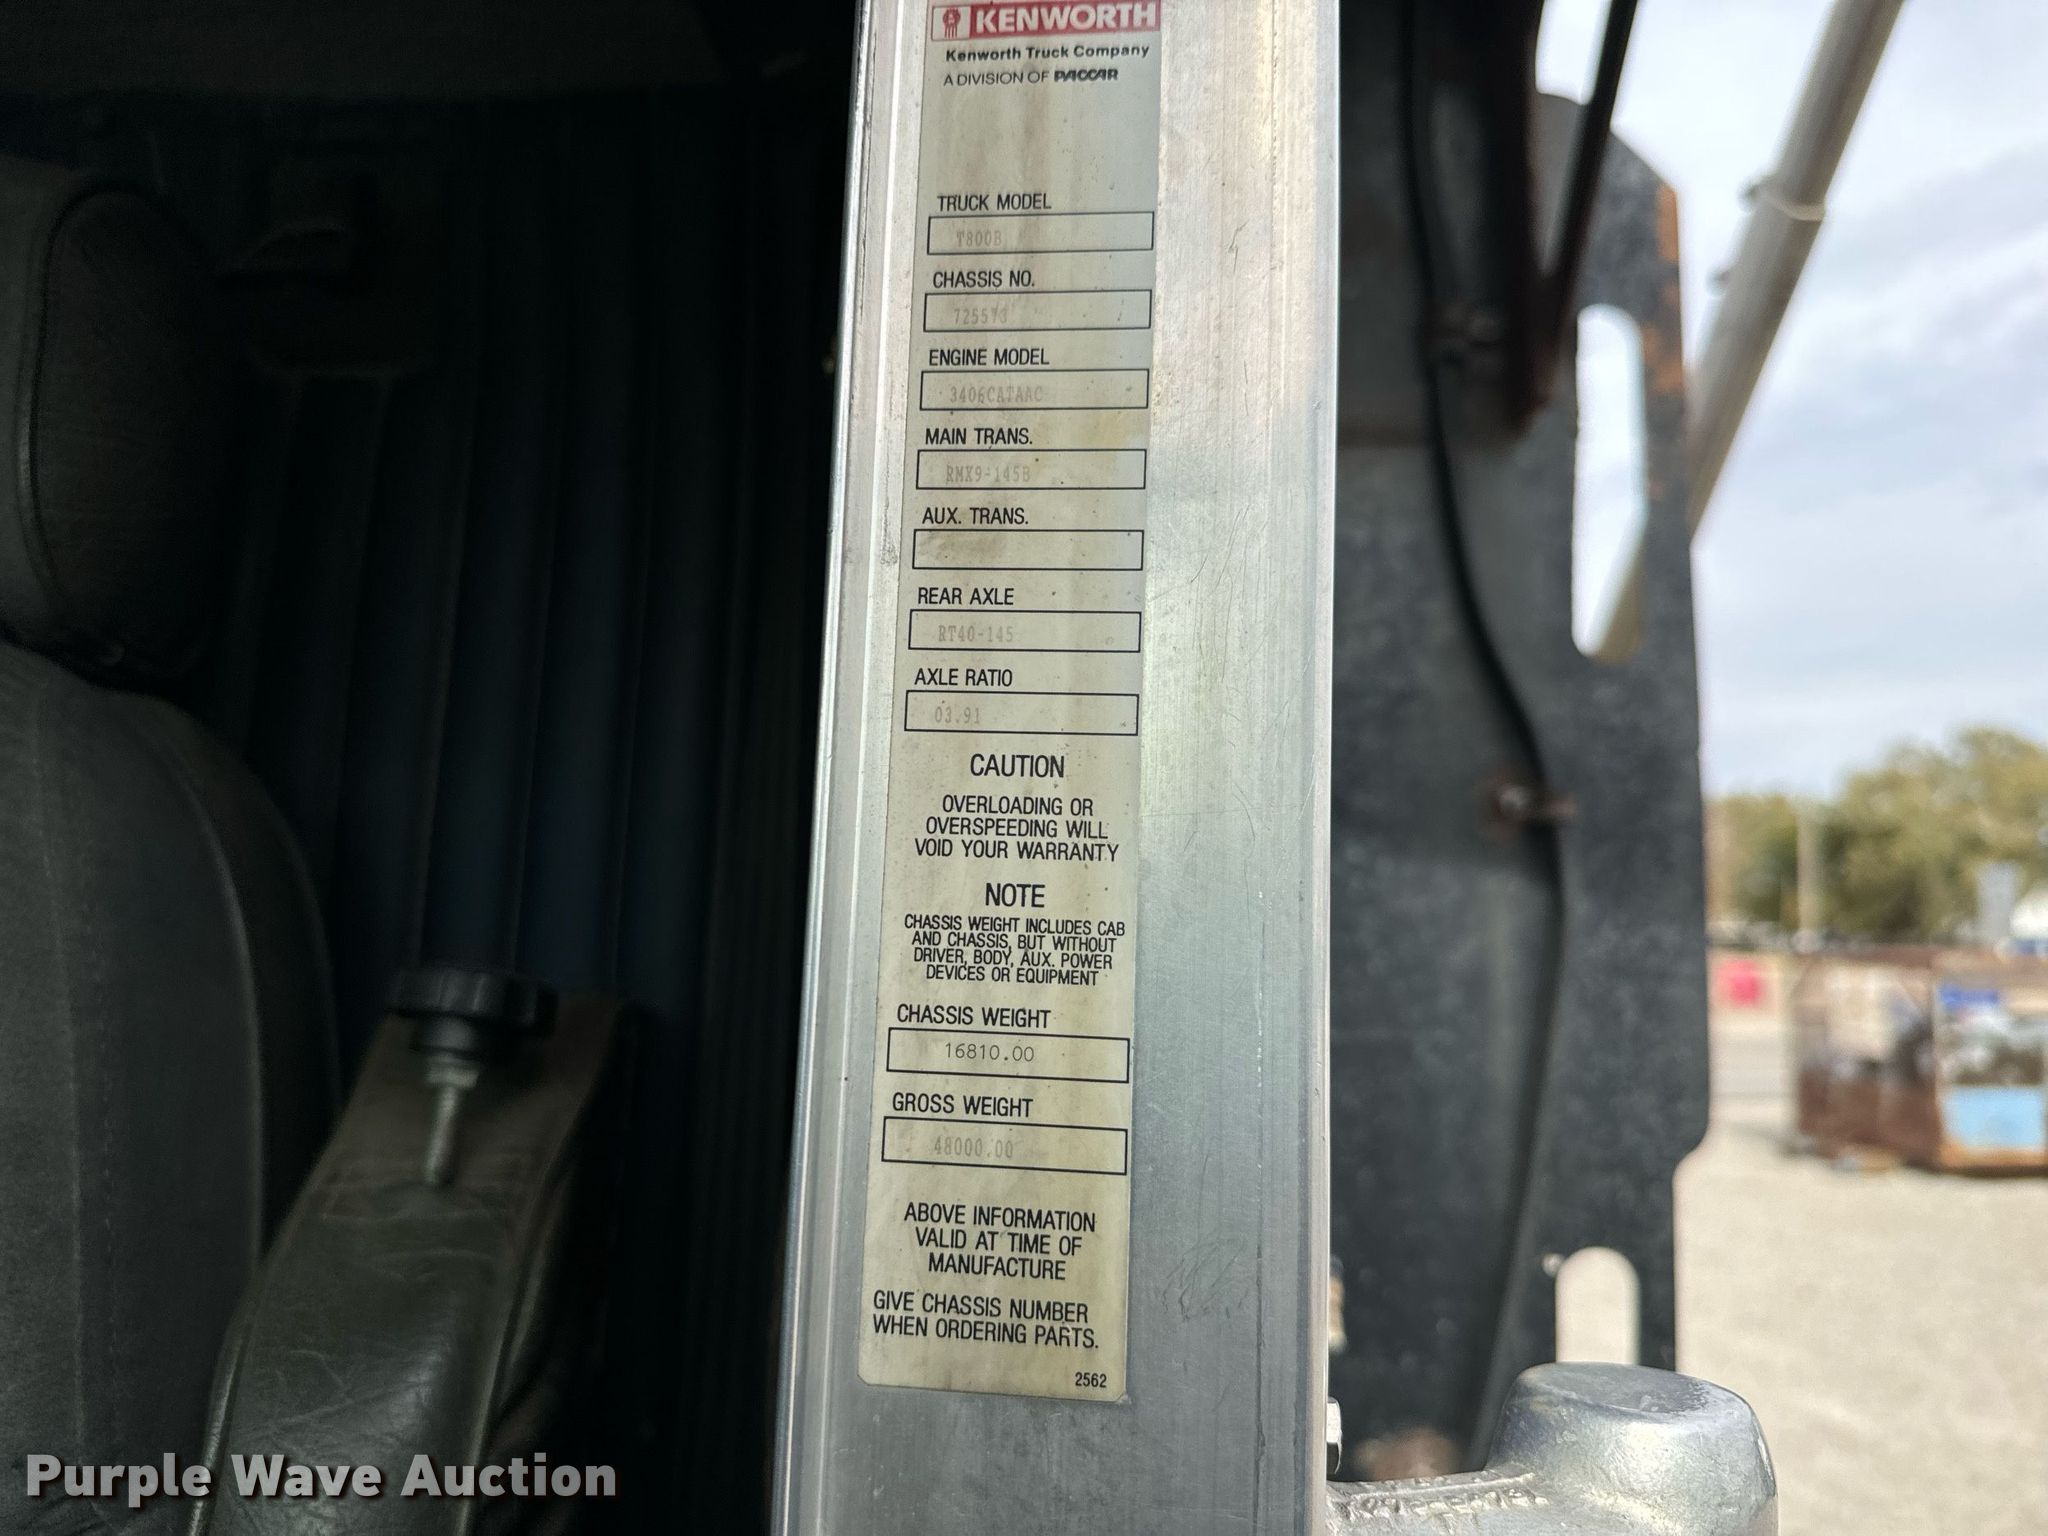 KENWORTH
Kenworth Truck Company
A DIVISION OF PACCAR
TRUCK MODEL
T800B
CHASSIS NO.
725573
ENGINE MODEL
3406CATAAC
MAIN TRANS.
RMX9-145B
AUX. TRANS.
REAR AXLE
RT40-145
AXLE RATIO
03.91
CAUTION
OVERLOADING OR
OVERSPEEDING WILL
VOID YOUR WARRANTY
NOTE
CHASSIS WEIGHT INCLUDES CAB
AND CHASSIS, BUT WITHOUT
DRIVER, BODY, AUX. POWER
DEVICES OR EQUIPMENT
CHASSIS WEIGHT
16810.00
GROSS WEIGHT
48000.00
ABOVE INFORMATION
VALID AT TIME OF
MANUFACTURE
GIVE CHASSIS NUMBER
WHEN ORDERING PARTS.
2562
Purple Wave Auction